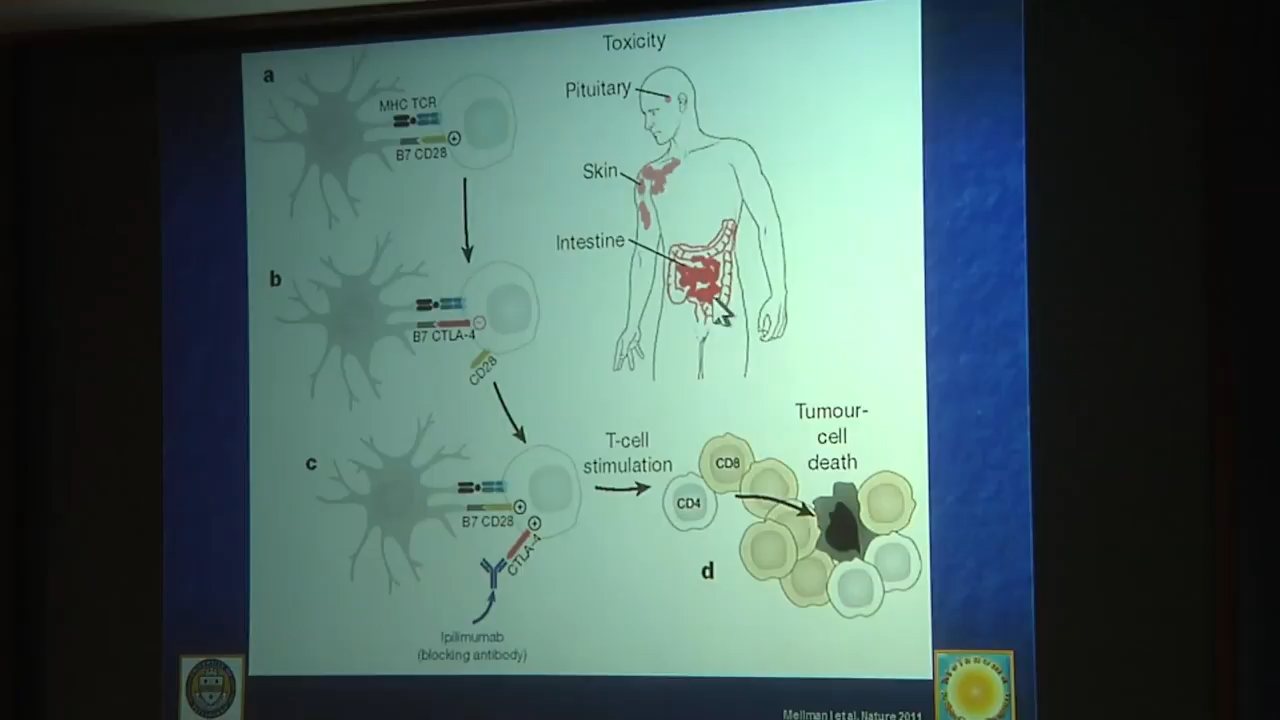 Toxicity
a
MHC TCR
B7 CD28
Pituitary
Skin
Intestine
b
B7 CTLA-4
CD28
c
B7 CD28
CTLA-4
Ipilimumab
(blocking antibody)
T-cell
stimulation
CD8
CD4
Tumour-
cell
death
d
Mellman I et al. Nature 2011